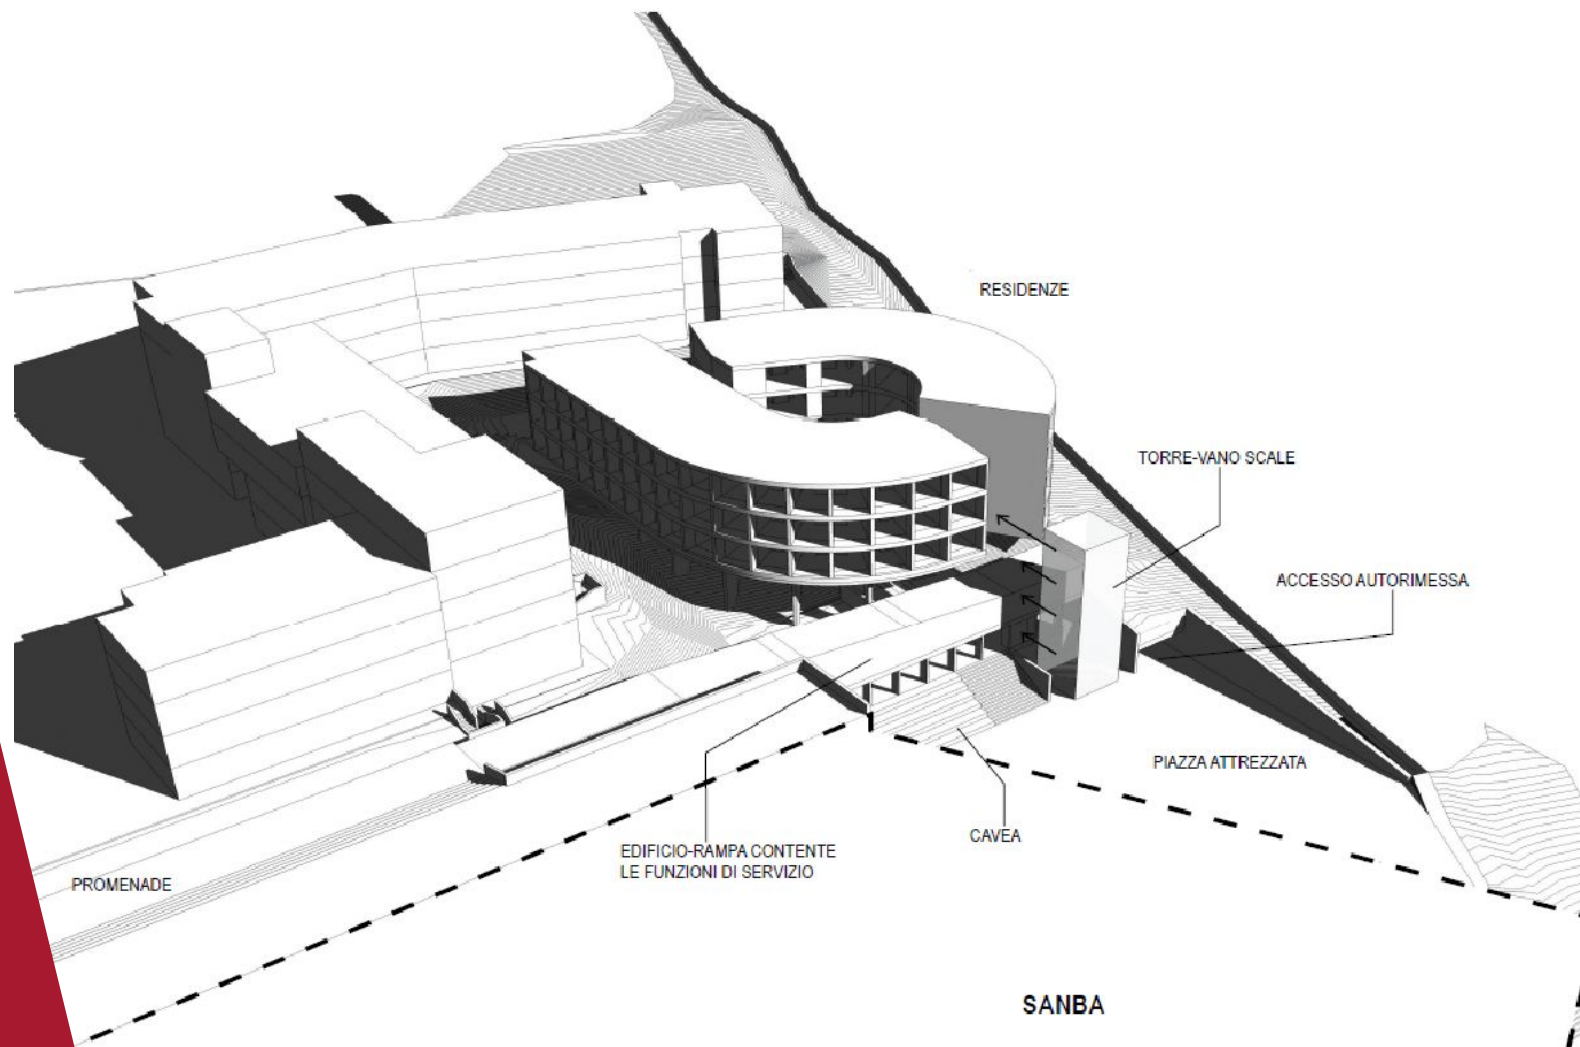 RESIDENZE
TORRE-VANO SCALE
ACCESSO AUTORIMESSA
PIAZZA ATTREZZATA
CAVEA
EDIFICIO-RAMPA CONTENTE
LE FUNZIONI DI SERVIZIO
PROMENADE
SANBA